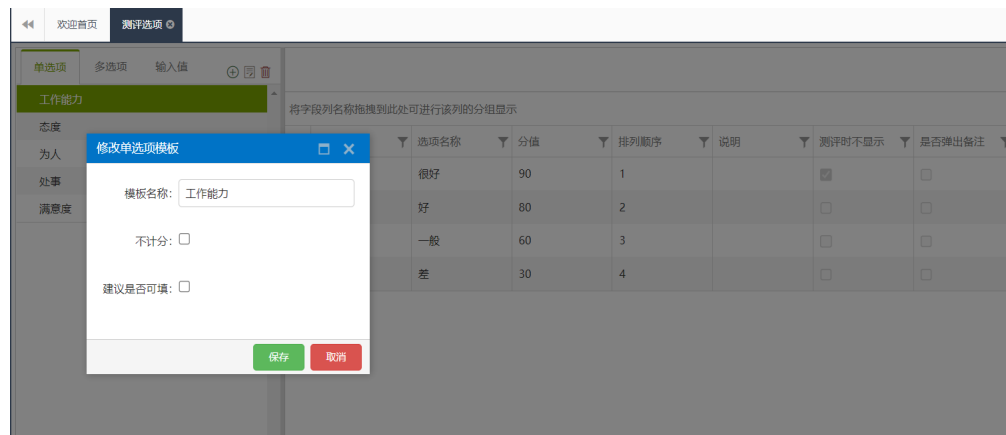 欢迎首页 测评选项
单选项 多选项 输入值
工作能力
态度
为人
处事
满意度
将字段列名称拖拽到此处可进行该列的分组显示
选项名称 分值 排列顺序 说明 测评时不显示 是否弹出备注
很好 90 1
好 80 2
一般 60 3
差 30 4
修改单选项模板
模板名称: 工作能力
不计分:
建议是否可填:
保存 取消